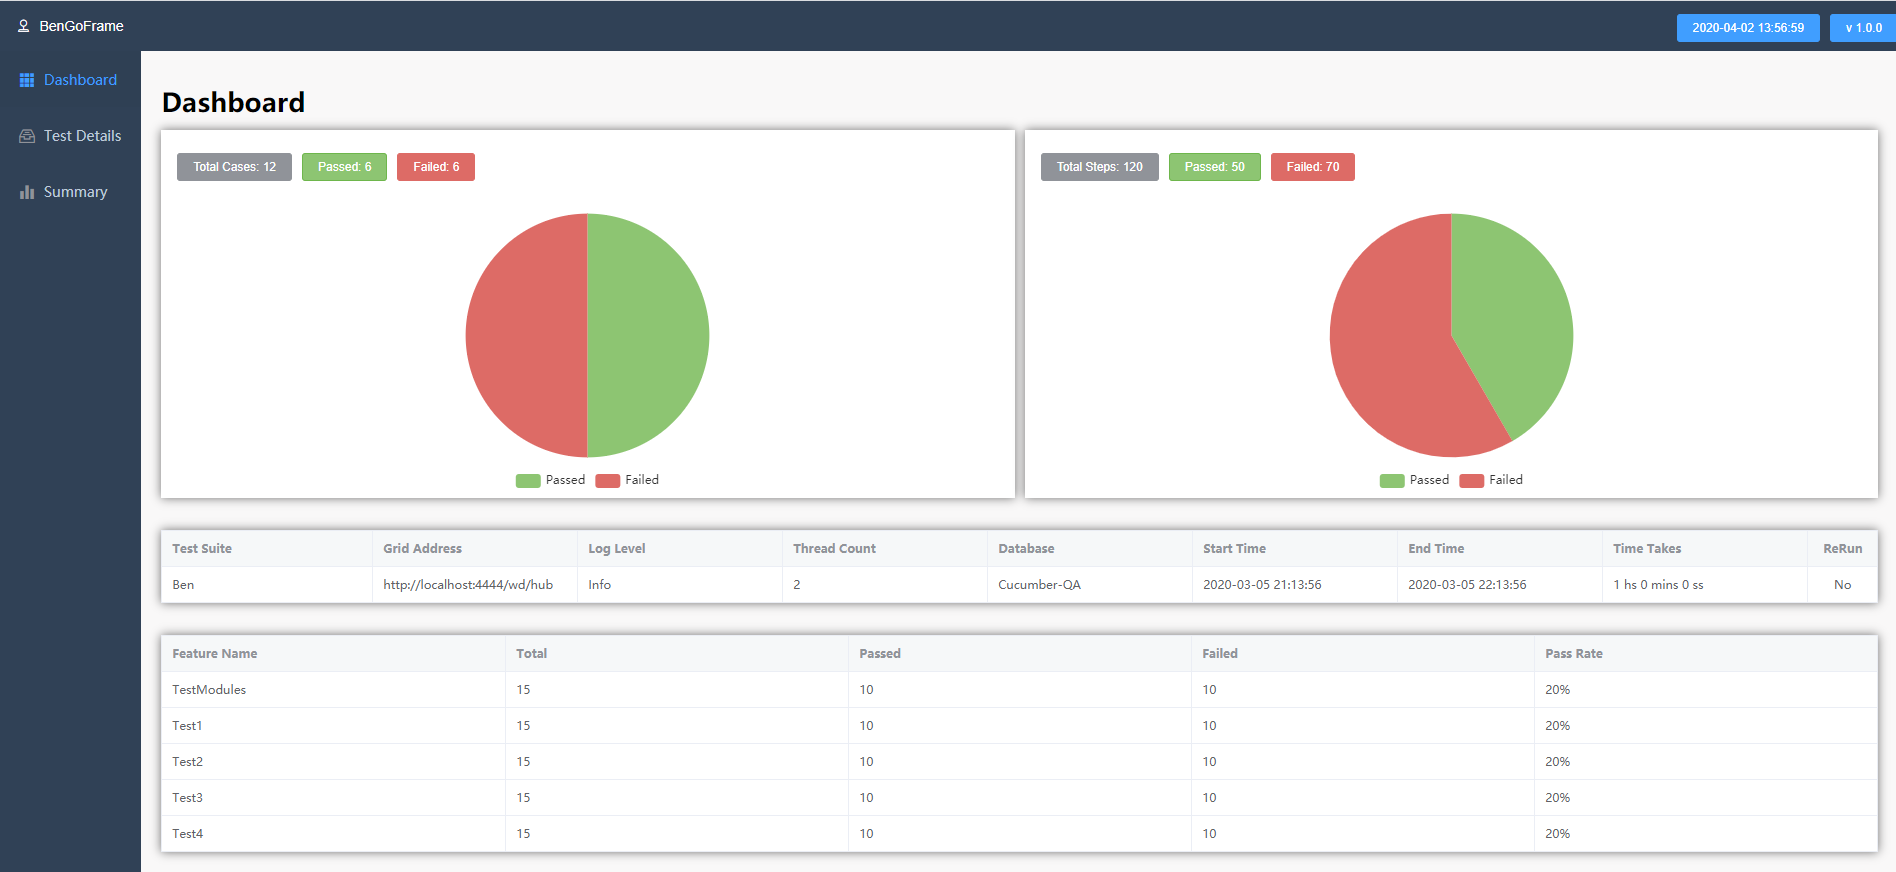 BenGoFrame
2020-04-02 13:56:59 v 1.0.0
Dashboard
Test Details
Summary
Dashboard
Total Cases: 12 Passed: 6 Failed: 6
Passed Failed
Total Steps: 120 Passed: 50 Failed: 70
Passed Failed
Test Suite Grid Address Log Level Thread Count Database Start Time End Time Time Takes ReRun
Ben http://localhost:4444/wd/hub Info 2 Cucumber-QA 2020-03-05 21:13:56 2020-03-05 22:13:56 1 hs 0 mins 0 ss No
Feature Name Total Passed Failed Pass Rate
TestModules 15 10 10 20%
Test1 15 10 10 20%
Test2 15 10 10 20%
Test3 15 10 10 20%
Test4 15 10 10 20%